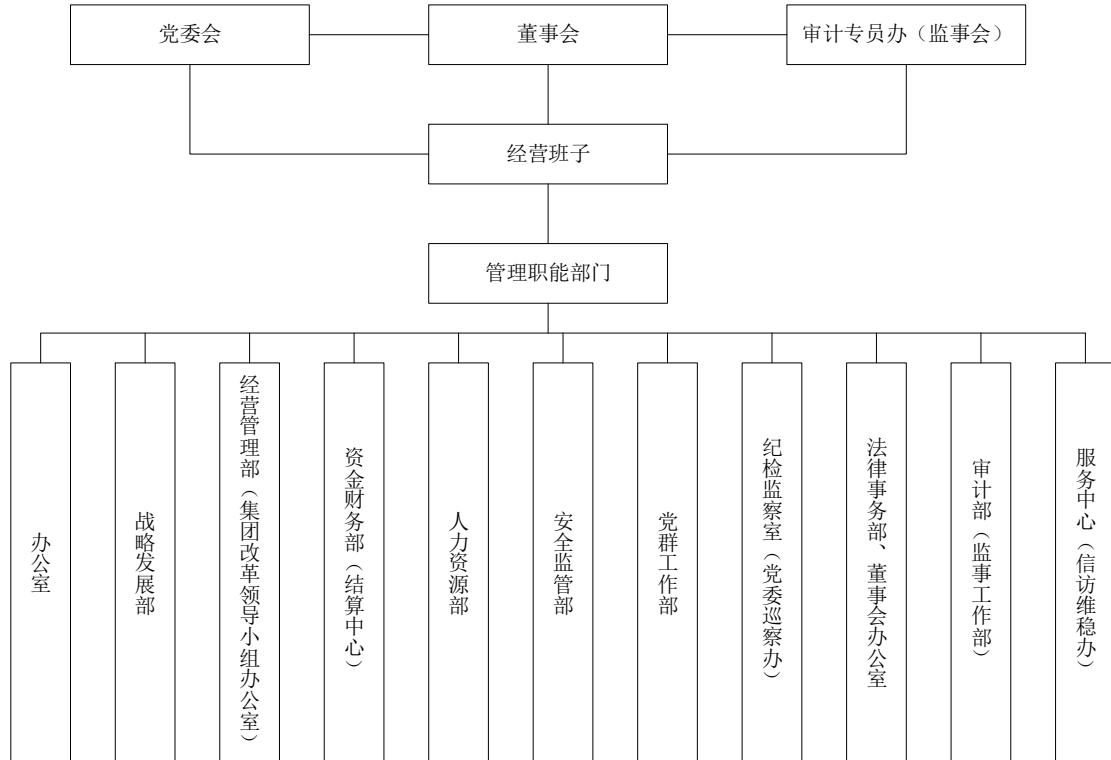 党委会
董事会
审计专员办（监事会）
经营班子
管理职能部门
办公室
战略发展部
经营管理部（集团改革领导小组办公室）
资金财务部（结算中心）
人力资源部
安全监管部
党群工作部
纪检监察室（党委巡察办）
法律事务部、董事会办公室
审计部（监事工作部）
服务中心（信访维稳办）